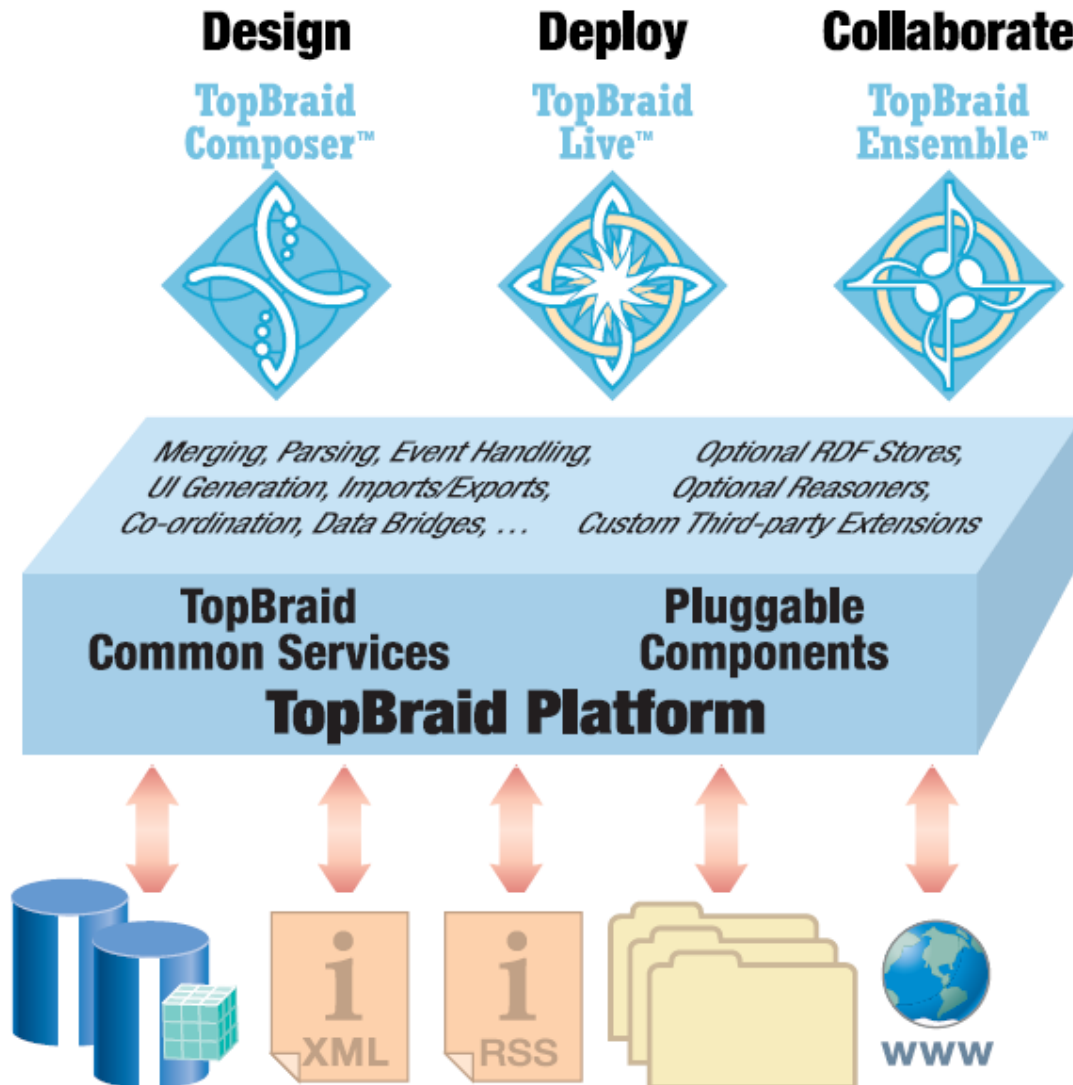 Design
Deploy
Collaborate
TopBraid
Composer™
TopBraid
Live™
TopBraid
Ensemble™
Merging, Parsing, Event Handling,
UI Generation, Imports/Exports,
Co-ordination, Data Bridges, …
Optional RDF Stores,
Optional Reasoners,
Custom Third-party Extensions
TopBraid
Common Services
Pluggable
Components
TopBraid Platform
i
XML
i
RSS
www